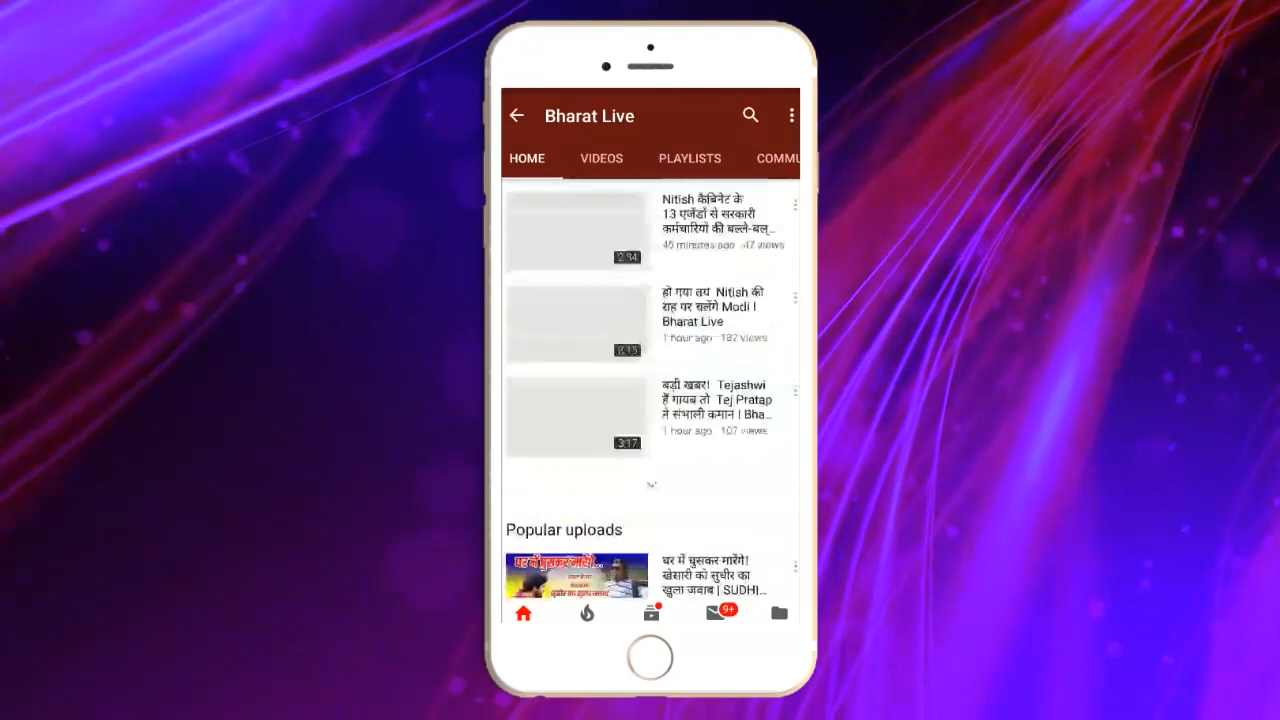 Bharat Live
HOME VIDEOS PLAYLISTS COMMU
Nitish कैबिनेट के
13 एजेंडों से सरकारी
कर्मचारियों की बल्ले-बल्...
45 minutes ago 47 views
2:34
हो गया तय Nitish की
राह पर चलेंगे Modi I
Bharat Live
1 hour ago 182 views
2:15
बड़ी खबर! Tejashwi
हैं गायब तो Tej Pratap
ने संभाली कमान I Bha...
1 hour ago 107 views
3:17
Popular uploads
घर में घुसकर मारेंगे...
घर में घुसकर मारेंगे!
खेसारी को सुधीर का
खुला जवाब | SUDHI...
9+